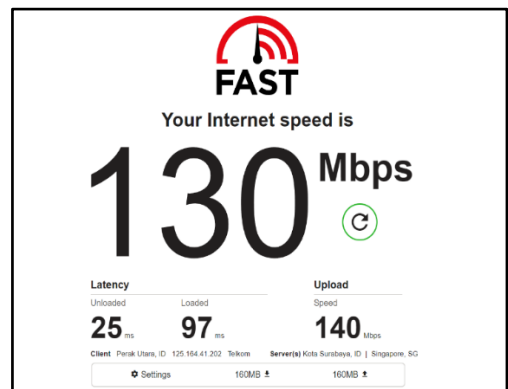 FAST
Your Internet speed is
130 Mbps
Latency Upload
Unloaded Loaded Speed
25 ms 97 ms 140 Mbps
Client Perak Utara, ID 125.164.41.202 Telkom Server(s) Kota Surabaya, ID | Singapore, SG
Settings 160MB 160MB